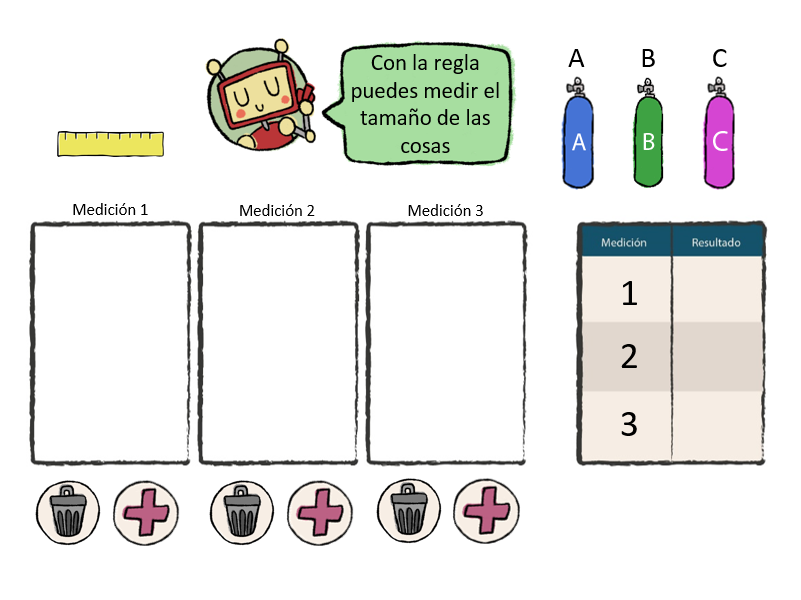 Con la regla
puedes medir el
tamaño de las
cosas
A B C
A B C
Medición 1 Medición 2 Medición 3
Medición Resultado
1
2
3